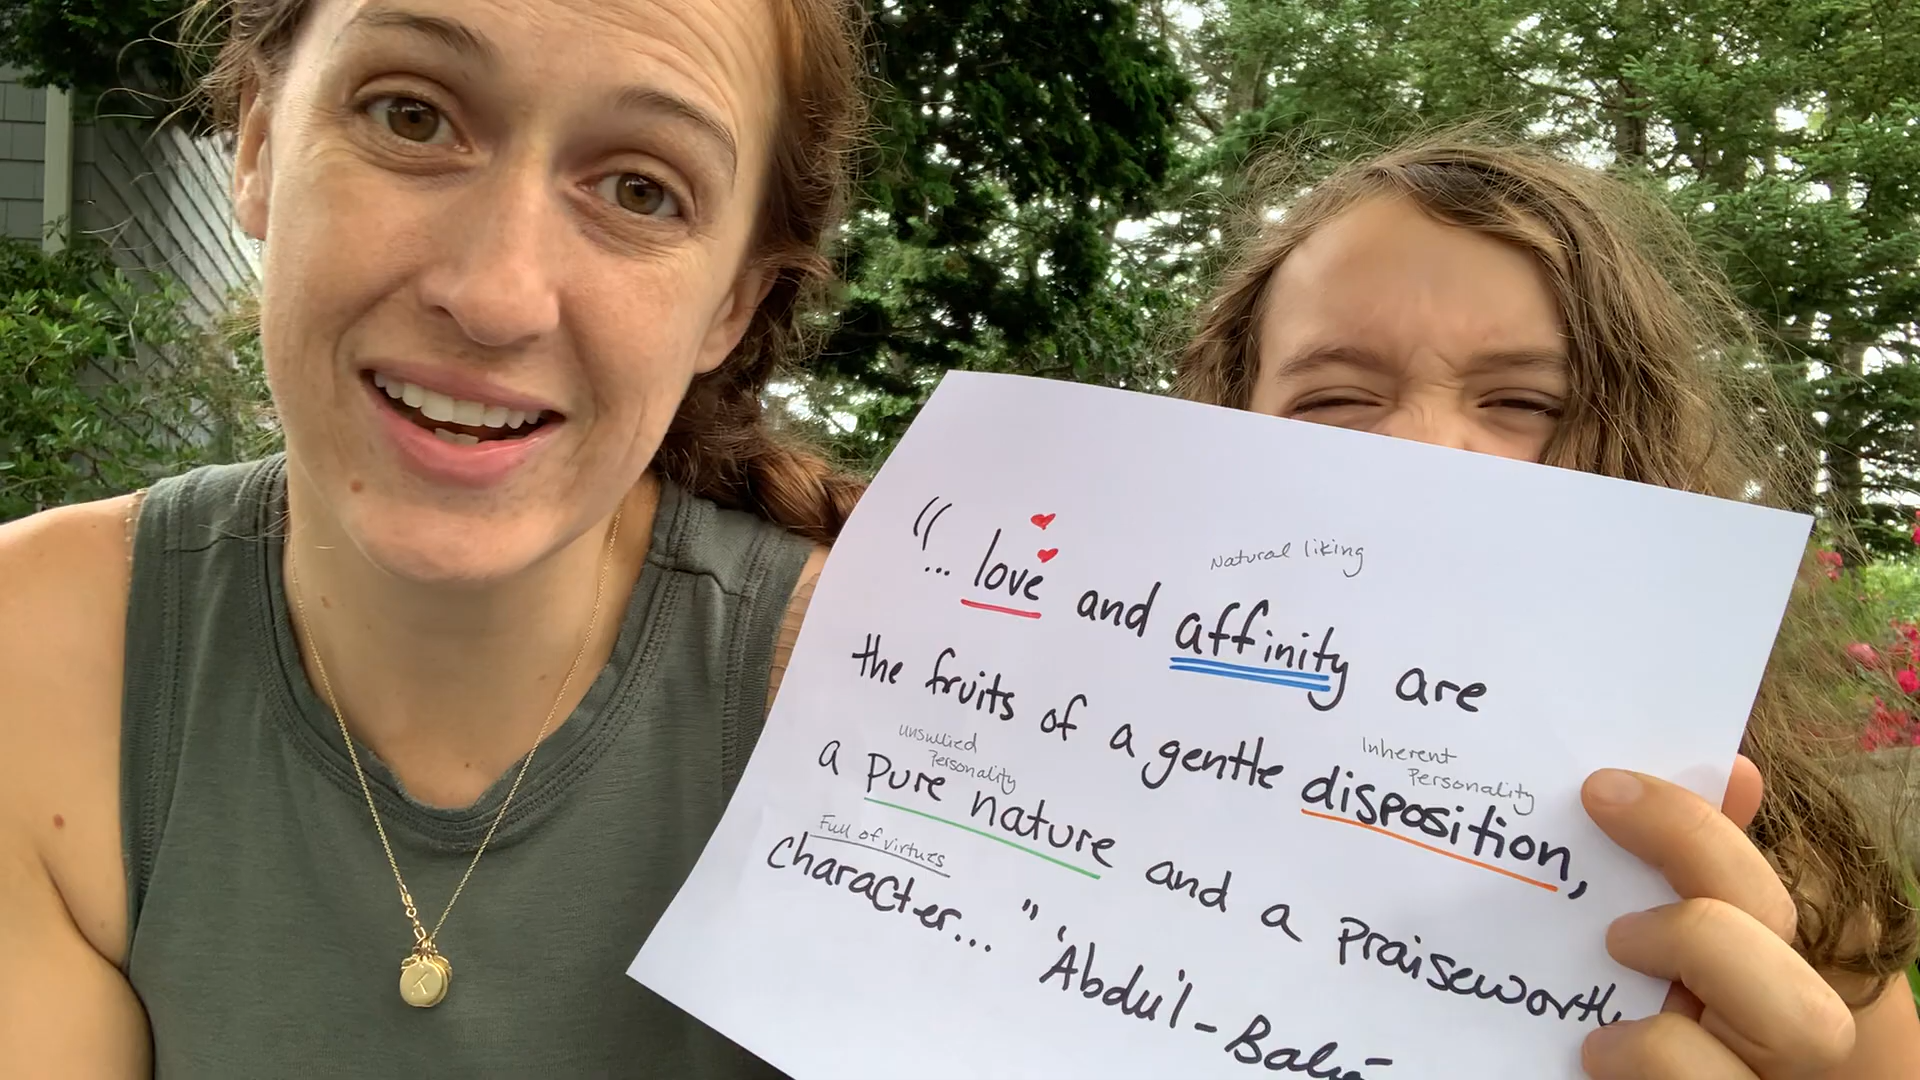 "... love and affinity are
Natural liking
the fruits of a gentle disposition,
Inherent
Personality
a pure nature and a praiseworth
unsullied
Personality
character..." 'Abdu'l-Bahá
Full of virtues
K